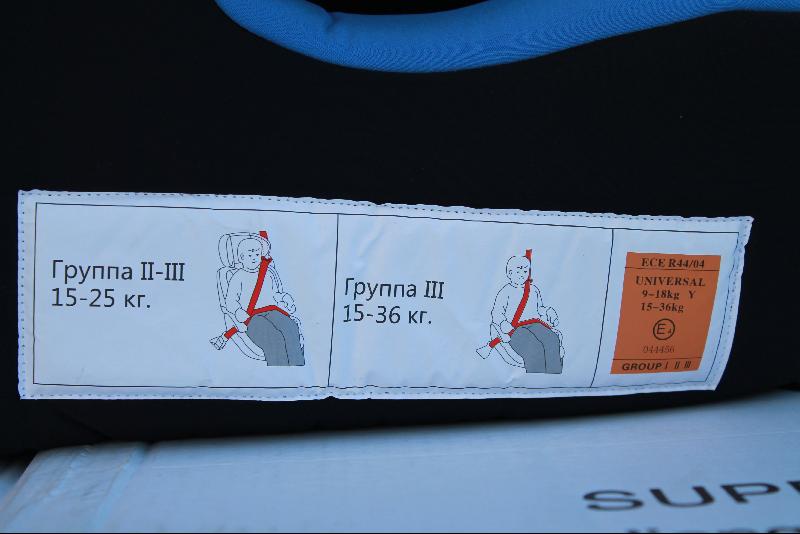 Группа II-III
15-25 кг.
Группа III
15-36 кг.
ECE R44/04
UNIVERSAL
9-18kg Y
15-36kg
E4
044456
GROUP I II III